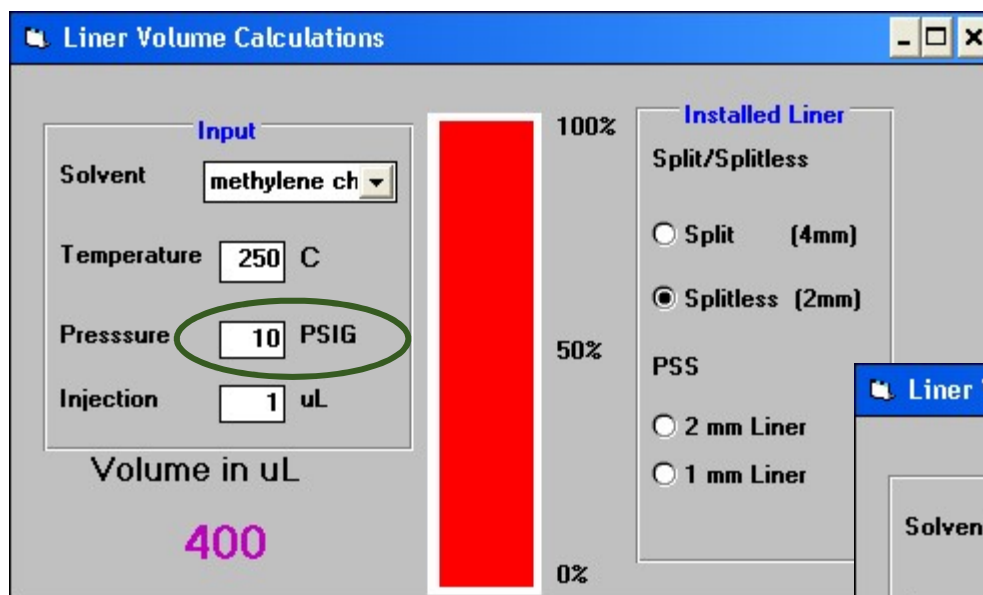 Liner Volume Calculations
Input
Solvent methylene ch
Temperature 250 C
Presssure 10 PSIG
Injection 1 uL
Volume in uL
400
100%
50%
0%
Installed Liner
Split/Splitless
Split (4mm)
Splitless (2mm)
PSS
2 mm Liner
1 mm Liner
Liner
Solven